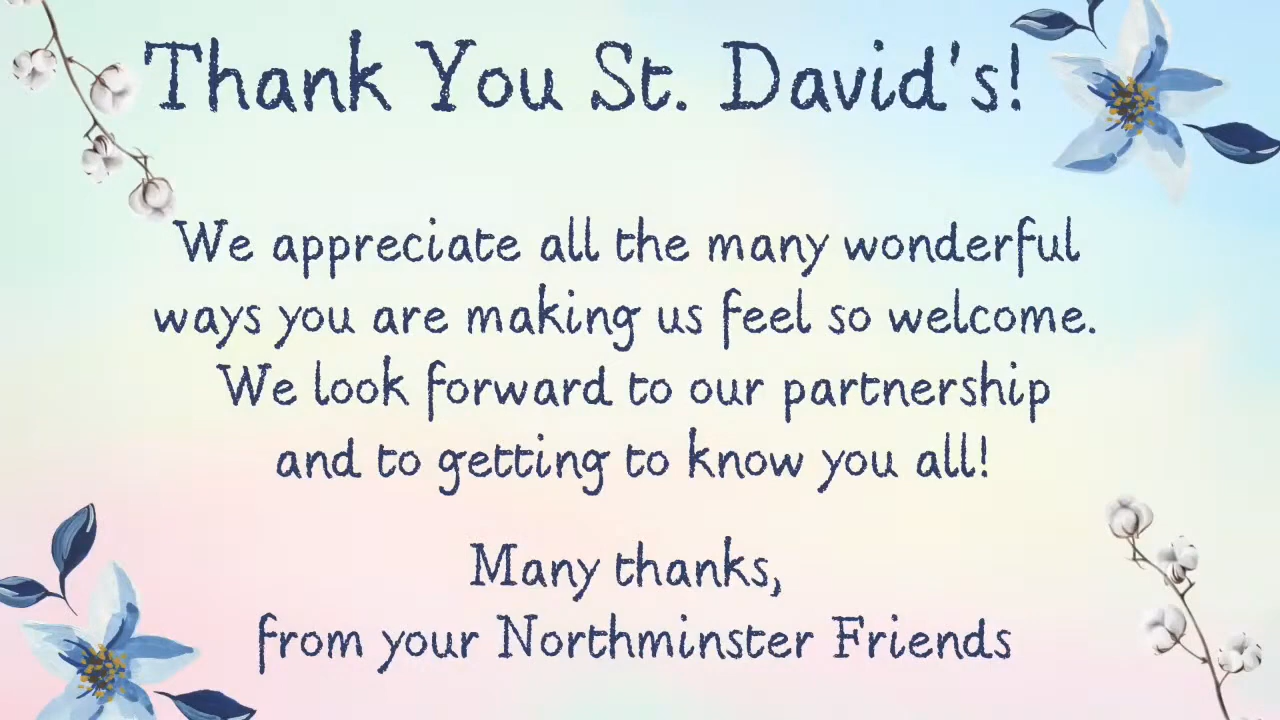 Thank You St. David's!
We appreciate all the many wonderful
ways you are making us feel so welcome.
We look forward to our partnership
and to getting to know you all!
Many thanks,
from your Northminster Friends